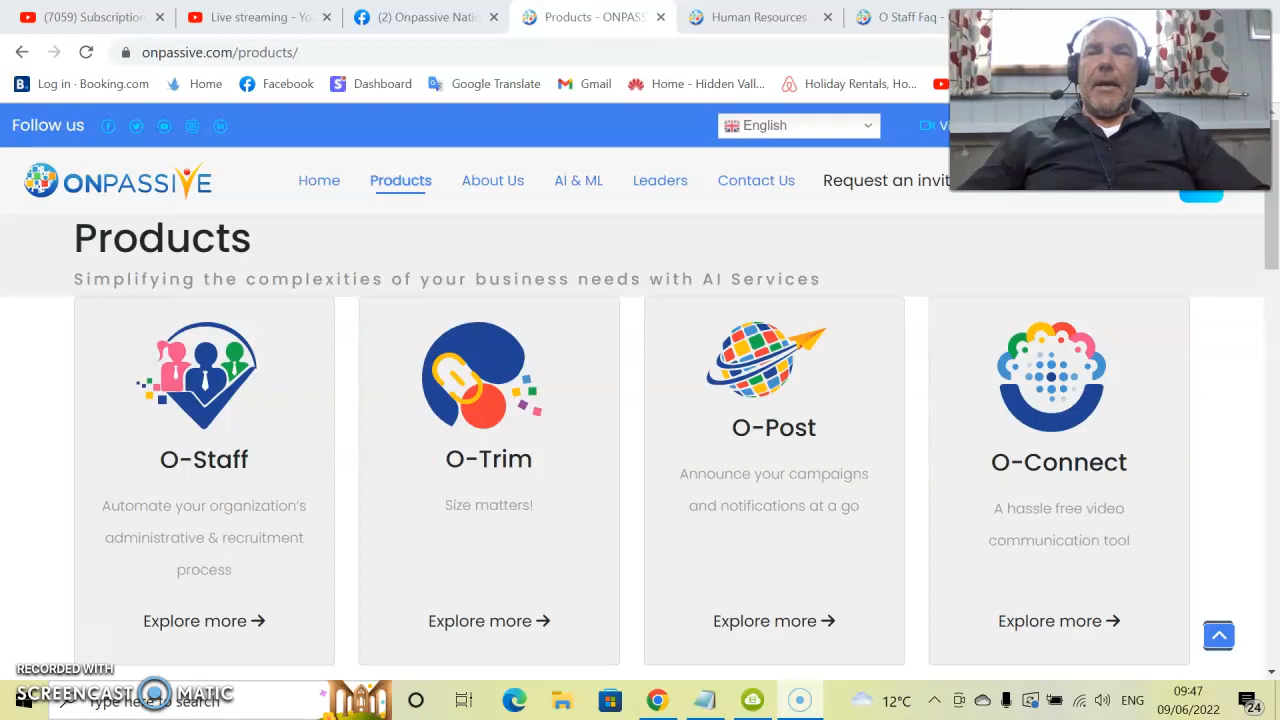 (7059) Subscription
Live streaming - Yo
(2) Onpassive Nati
Products - ONPASS
Human Resources
O Staff Faq -
onpassive.com/products/
Log in · Booking.com
Home
Facebook
Dashboard
Google Translate
Gmail
Home - Hidden Vall...
Holiday Rentals, Ho...
Follow us
English
Vi
ONPASSIVE
Home
Products
About Us
AI & ML
Leaders
Contact Us
Request an invit
Products
Simplifying the complexities of your business needs with AI Services
O-Staff
Automate your organization's
administrative & recruitment
process
Explore more →
O-Trim
Size matters!
Explore more →
O-Post
Announce your campaigns
and notifications at a go
Explore more →
O-Connect
A hassle free video
communication tool
Explore more →
RECORDED WITH
SCREENCAST MATIC
Type here to search
12°C
ENG
09:47
09/06/2022
24